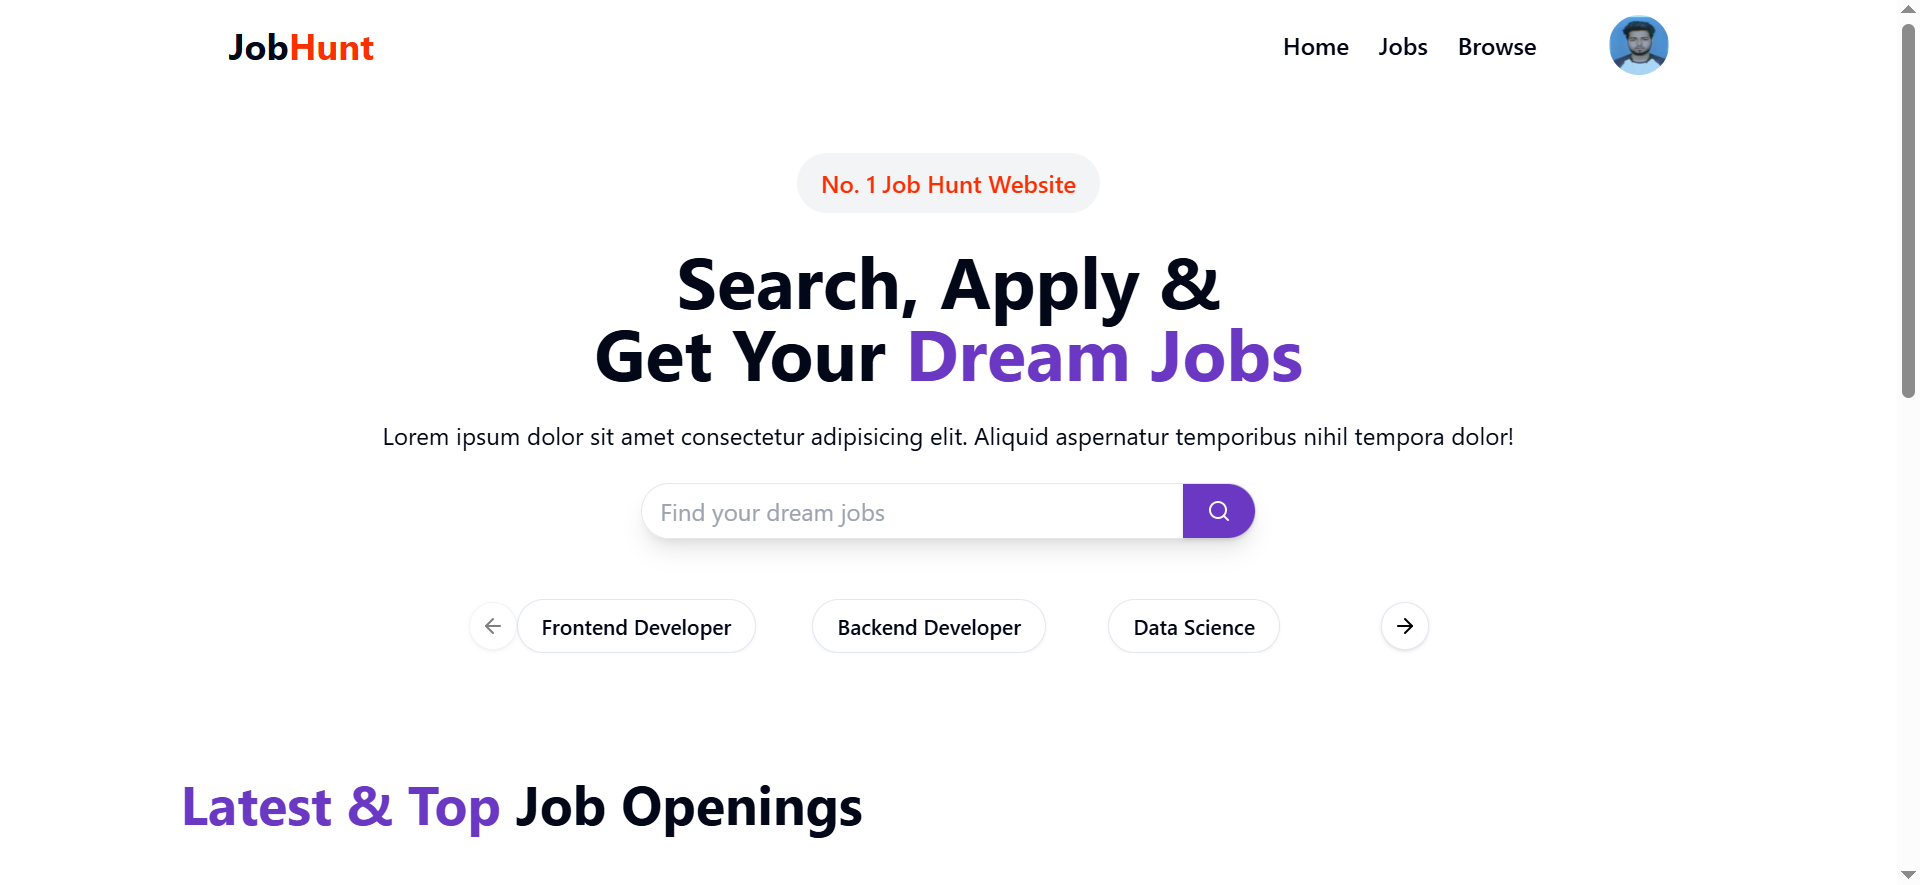 JobHunt
Home Jobs Browse
No. 1 Job Hunt Website
Search, Apply &
Get Your Dream Jobs
Lorem ipsum dolor sit amet consectetur adipisicing elit. Aliquid aspernatur temporibus nihil tempora dolor!
Find your dream jobs
Frontend Developer Backend Developer Data Science
Latest & Top Job Openings